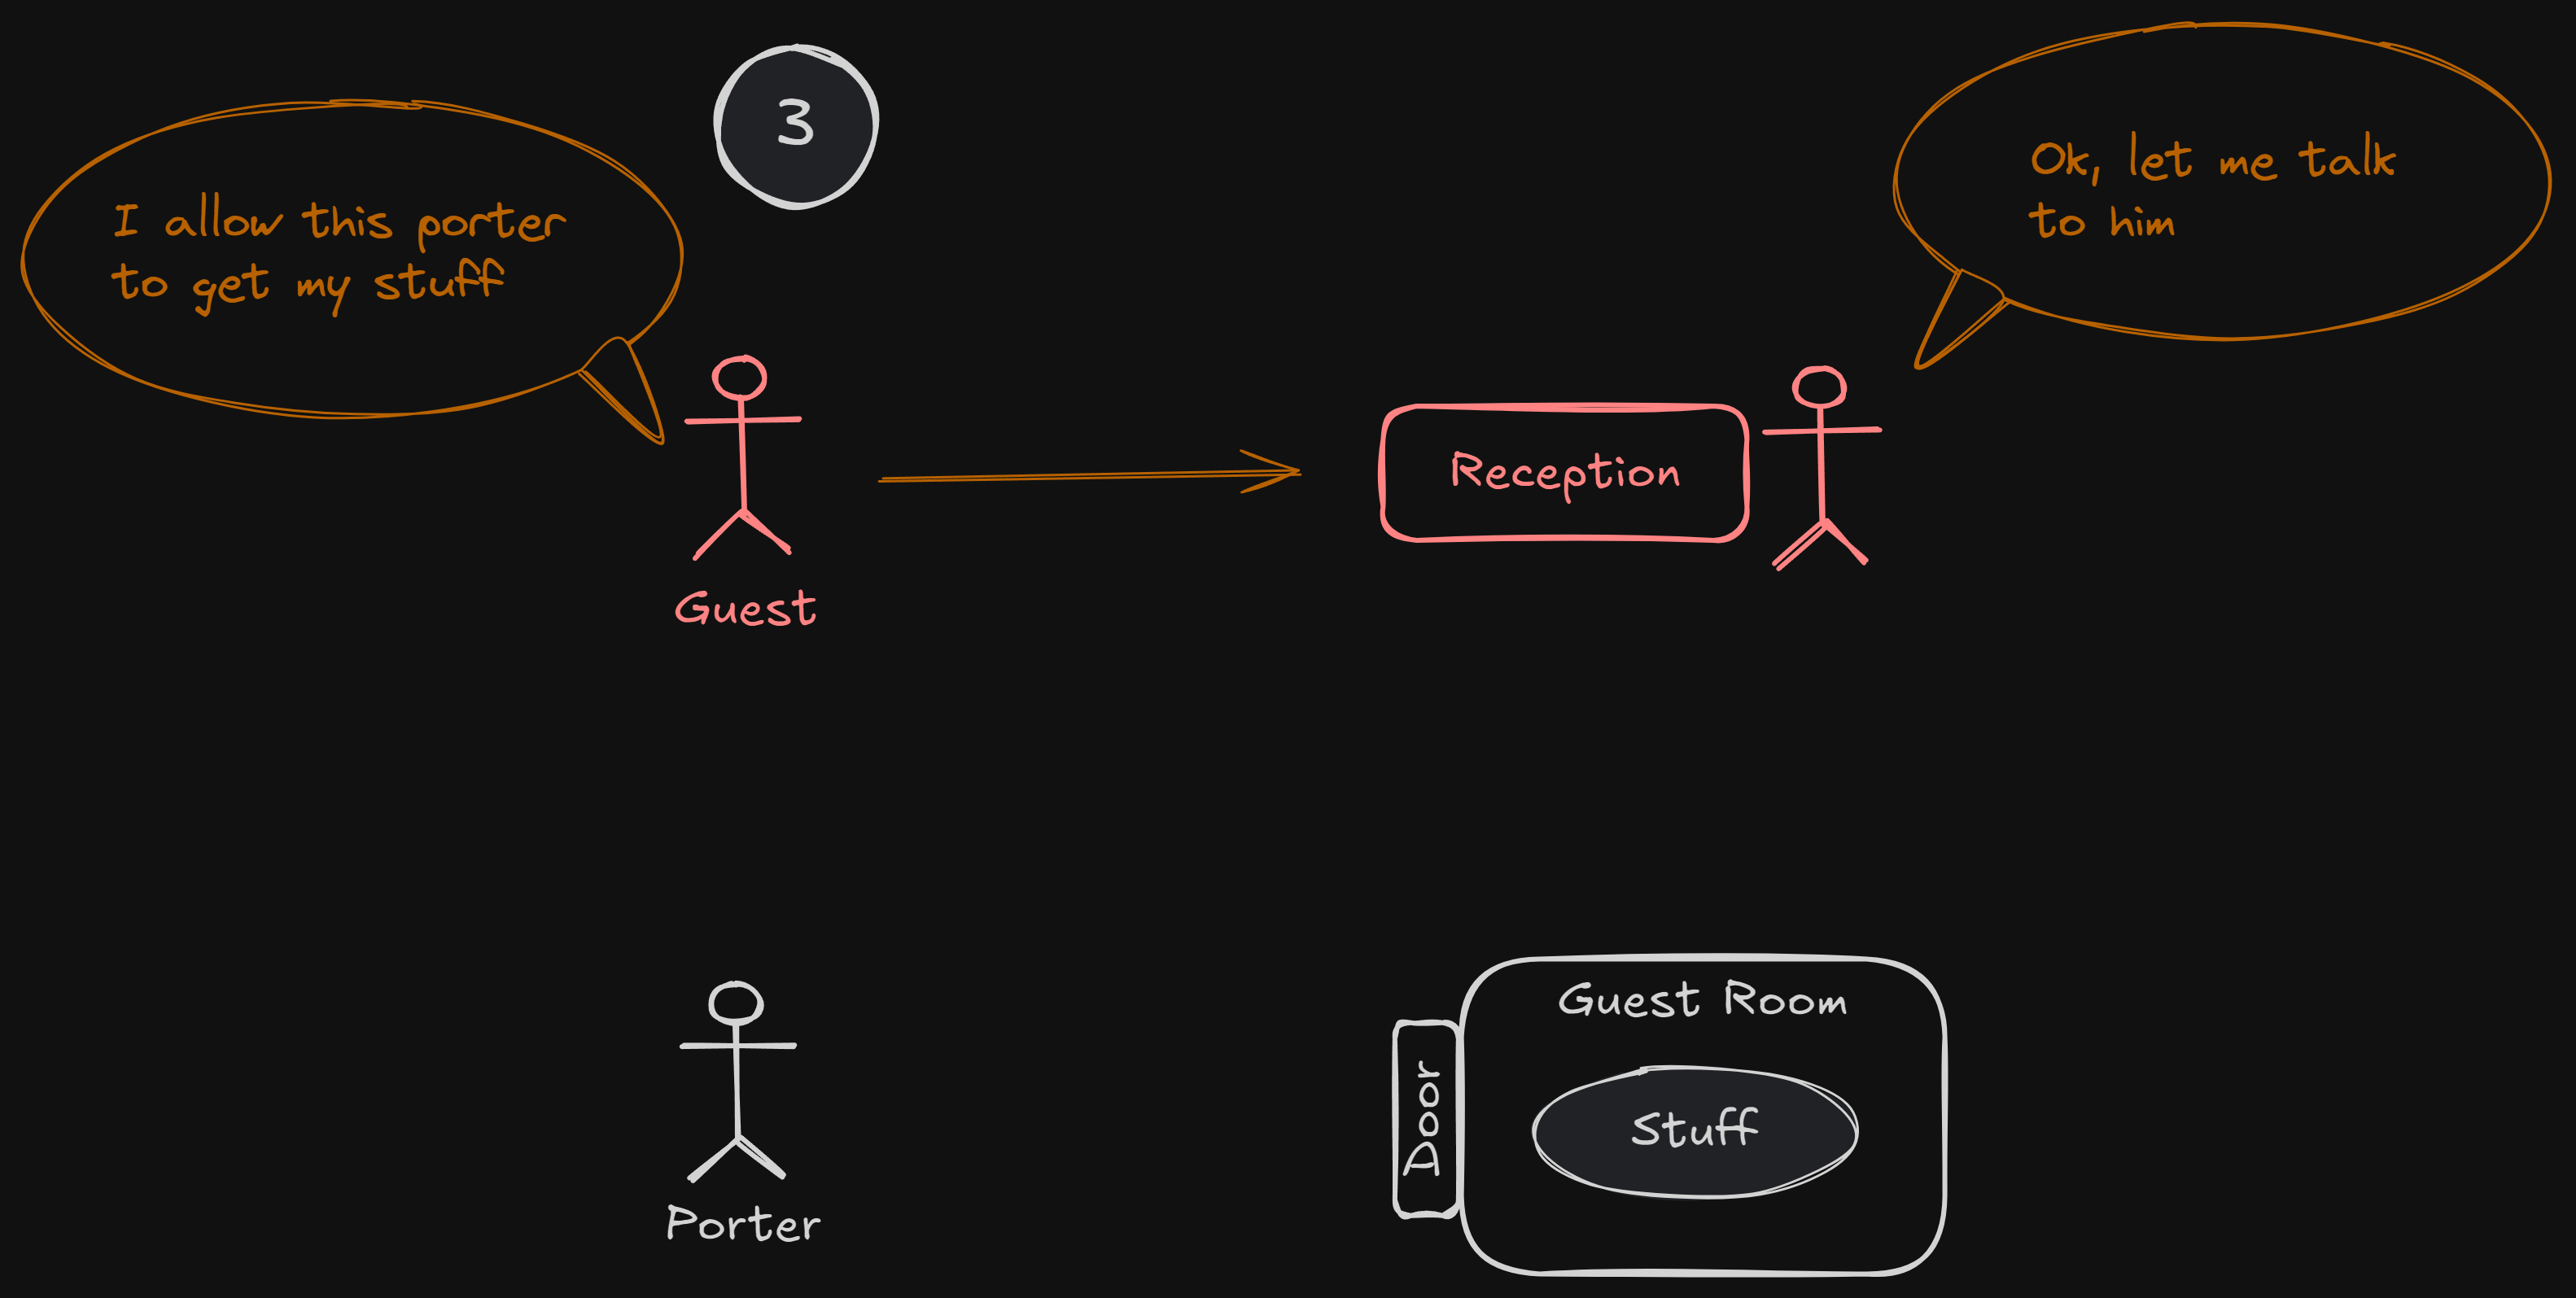 3
I allow this porter
to get my stuff
Ok, let me talk
to him
Reception
Guest
Guest Room
Door
Stuff
Porter